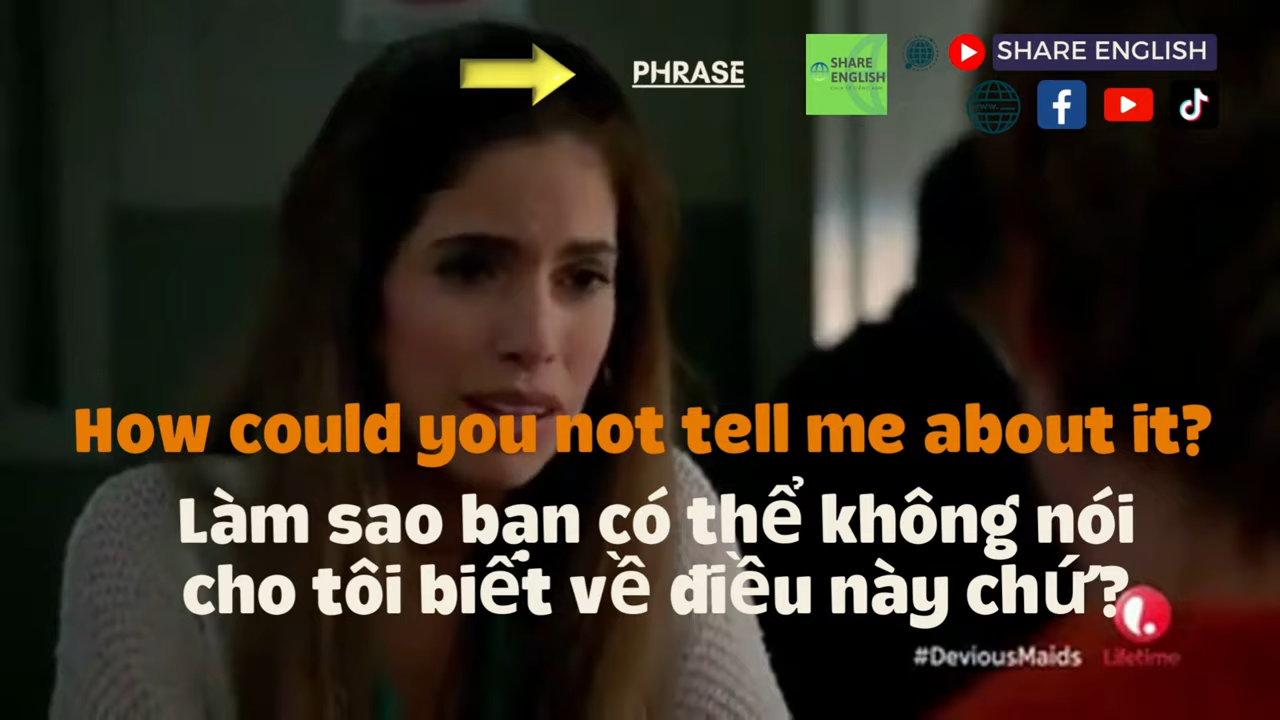 PHRASE
SHARE ENGLISH
SHARE
ENGLISH
How could you not tell me about it?
Làm sao bạn có thể không nói
cho tôi biết về điều này chứ?
#DeviousMaids Lifetime